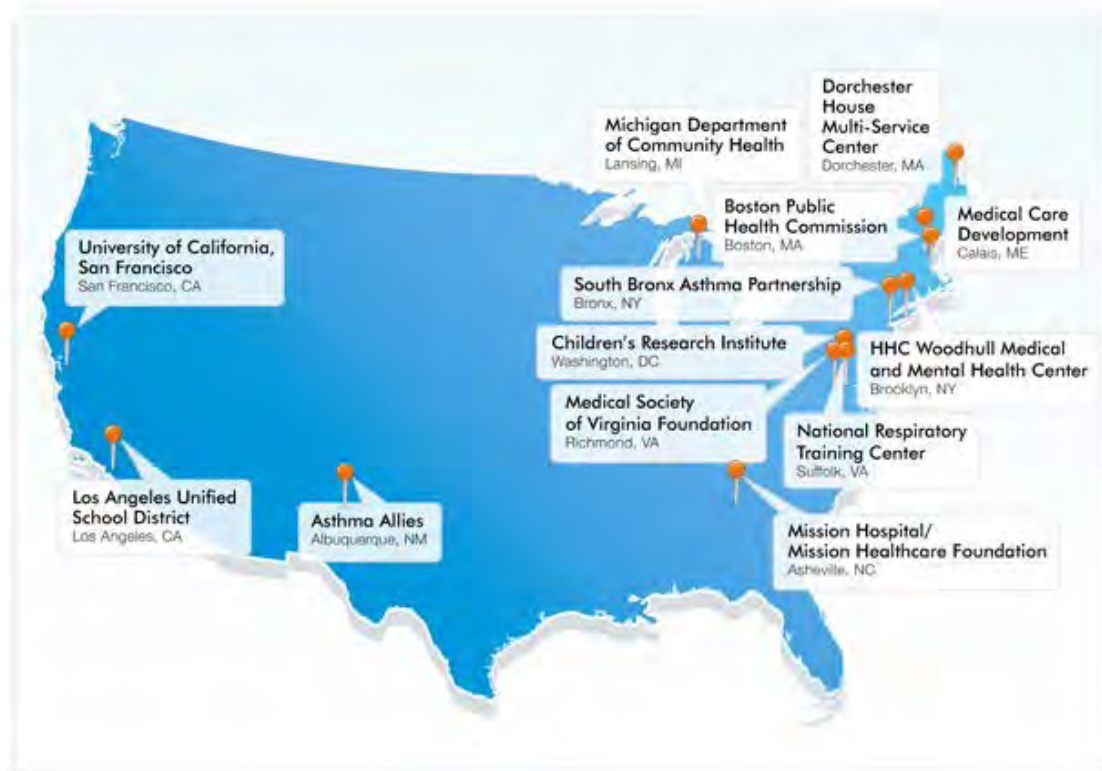 Dorchester
House
Multi-Service
Center
Dorchester, MA
Michigan Department
of Community Health
Lansing, MI
Boston Public
Health Commission
Boston, MA
Medical Care
Development
Calais, ME
University of California,
San Francisco
San Francisco, CA
South Bronx Asthma Partnership
Bronx, NY
Children's Research Institute
Washington, DC
HHC Woodhull Medical
and Mental Health Center
Brooklyn, NY
Medical Society
of Virginia Foundation
Richmond, VA
National Respiratory
Training Center
Suffolk, VA
Los Angeles Unified
School District
Los Angeles, CA
Asthma Allies
Albuquerque, NM
Mission Hospital/
Mission Healthcare Foundation
Asheville, NC